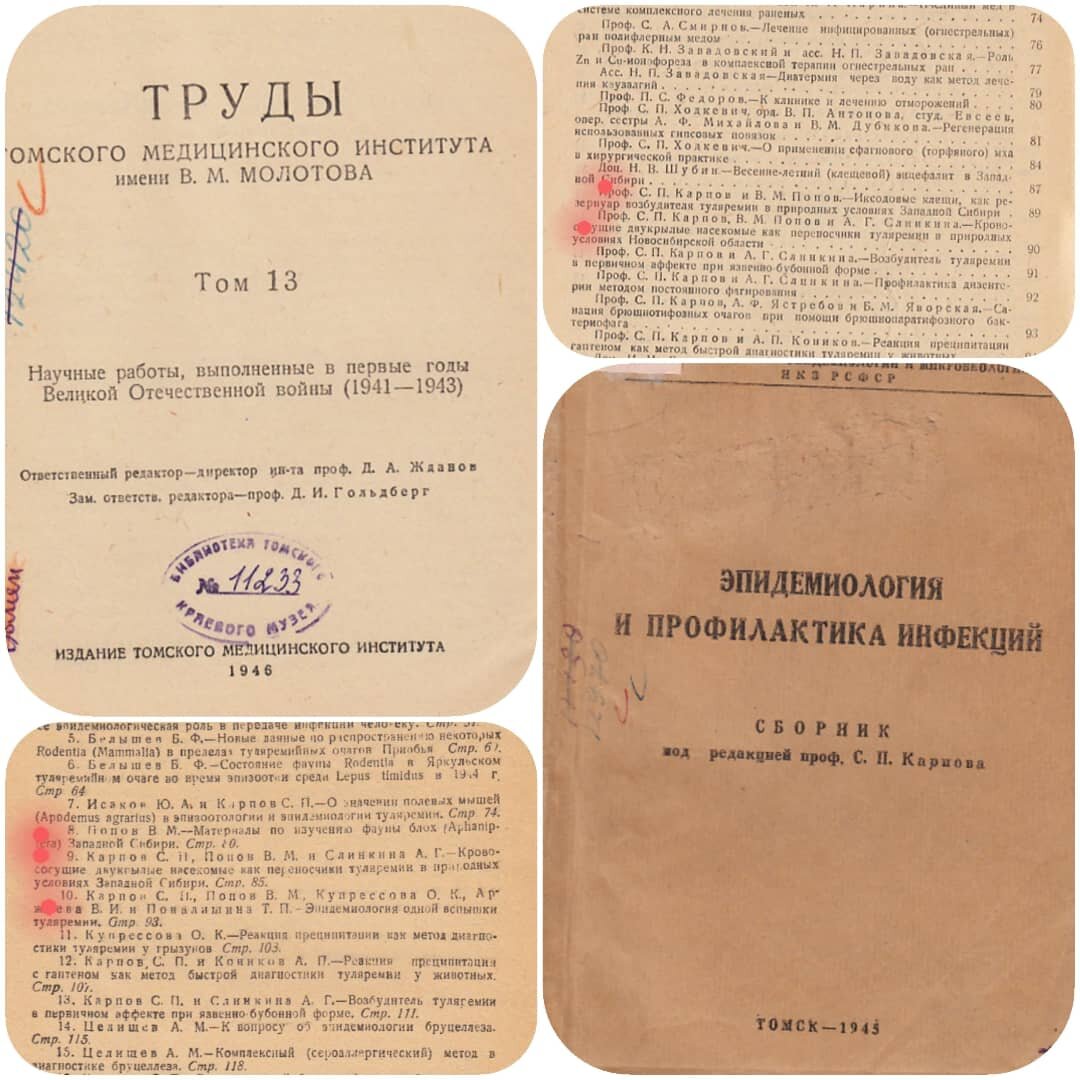 ТРУДЫ
ТОМСКОГО МЕДИЦИНСКОГО ИНСТИТУТА
имени В. М. МОЛОТОВА
Том 13
Научные работы, выполненные в первые годы
Великой Отечественной войны (1941—1943)
Ответственный редактор—директор ин-та проф. Д. А. Жданов
Зам. ответств. редактора—проф. Д. И. Гольдберг
БИБЛИОТЕКА ТОМСКОГО
№ 11233
КРАЕВОГО МУЗЕЯ
ИЗДАНИЕ ТОМСКОГО МЕДИЦИНСКОГО ИНСТИТУТА
1946
системе комплексного лечения раненых 74
Проф. С. А. Смирнов.—Лечение инфицированных (огнестрельных)
ран полифлерным медом 76
Проф. К. Н. Завадовский и асс. Н. П. Завадовская.—Роль
Zn и Cu-ионофореза в комплексной терапии огнестрельных ран 77
Асс. Н. П. Завадовская—Диатермия через воду как метод лече-
ния каузалгий 79
Проф. П. С. Федоров.—К клинике и лечению отморожений 80
Проф. П. С. Ходкевич, орд. В. П. Антонова, студ. Евсеев,
опер. сестры А. Ф. Михайлова и В. М. Дубикова.—Регенерация
использованных гипсовых повязок 81
Проф. П. С. Ходкевич.—О применении сфагнового (торфяного) мха
в хирургической практике 84
Доц. Н. В. Шубин.—Весенне-летний (клещевой) энцефалит в Запад-
ной Сибири 87
Проф. С. П. Карпов и В. М. Попов.—Иксодовые клещи, как ре-
зервуар возбудителя туляремии в природных условиях Западной Сибири 89
Проф. С. П. Карпов, В. М. Попов и А. Г. Слинкина.—Крово-
сосущие двукрылые насекомые как переносчики туляремии в природных
условиях Новосибирской области 90
Проф. С. П. Карпов и А. Г. Слинкина.—Возбудитель туляремии
в первичном аффекте при язвенно-бубонной форме 91
Проф. С. П. Карпов и А. Г. Слинкина.—Профилактика дизенте-
рии методом постоянного фагирования 92
Проф. С. П. Карпов, А. Ф. Ястребов и Б. М. Яворская.—Са-
нация брюшнотифозных очагов при помощи брюшнопаратифозного бак-
териофага 93
Проф. С. П. Карпов и А. П. Коников.—Реакция преципитации
гаптеном как метод быстрой диагностики туляремии у животных
НКЗ РСФСР
ЭПИДЕМИОЛОГИЯ
И ПРОФИЛАКТИКА ИНФЕКЦИЙ
СБОРНИК
под редакцией проф. С. П. Карпова
ТОМСК—1945
эпидемиологическая роль в передаче инфекции человеку. Стр.
5. Белышев Б. Ф.—Новые данные по распространению некоторых
Rodentia (Mammalia) в пределах туляремийных очагов Приобья. Стр. 61.
6. Белышев Б. Ф.—Состояние фауны Rodentia в Яркульском
туляремийном очаге во время эпизоотии среди Lepus timidus в 1944 г.
Стр 64
7. Исаков Ю. А. и Карпов С. П.—О значении полевых мышей
(Apodemus agrarius) в эпизоотологии и эпидемиологии туляремии. Стр. 74.
8. Попов В. М.—Материалы по изучению фауны блох (Aphanip-
tera) Западной Сибири. Стр. 80.
9. Карпов С. П., Попов В. М. и Слинкина А. Г.—Крово-
сосущие двукрылые насекомые как переносчики туляремии в природных
условиях Западной Сибири. Стр. 85.
10. Карпов С. П., Попов В. М, Купрессова О. К., Ар-
В. И. и Поналишина Т. П.—Эпидемиология одной вспышки
туляремии. Стр. 93.
11. Купрессова О. К.—Реакция преципитации как метод диагно-
стики туляремии у грызунов Стр. 103.
12. Карпов, С. П. и Коников А. П.—Реакция преципитация
с гаптеном как метод быстрой диагностики туляремии у животных.
Стр. 107.
13. Карпов С. П. и Слинкина А. Г.—Возбудитель туляремии
в первичном аффекте при язвенно-бубонной форме. Стр. 111.
14. Целищев А. М.—К вопросу об эпидемиологии бруцеллеза.
Стр. 115.
15. Целищев А. М.—Комплексный (сероаллергический) метод в
диагностике бруцеллеза. Стр. 118.